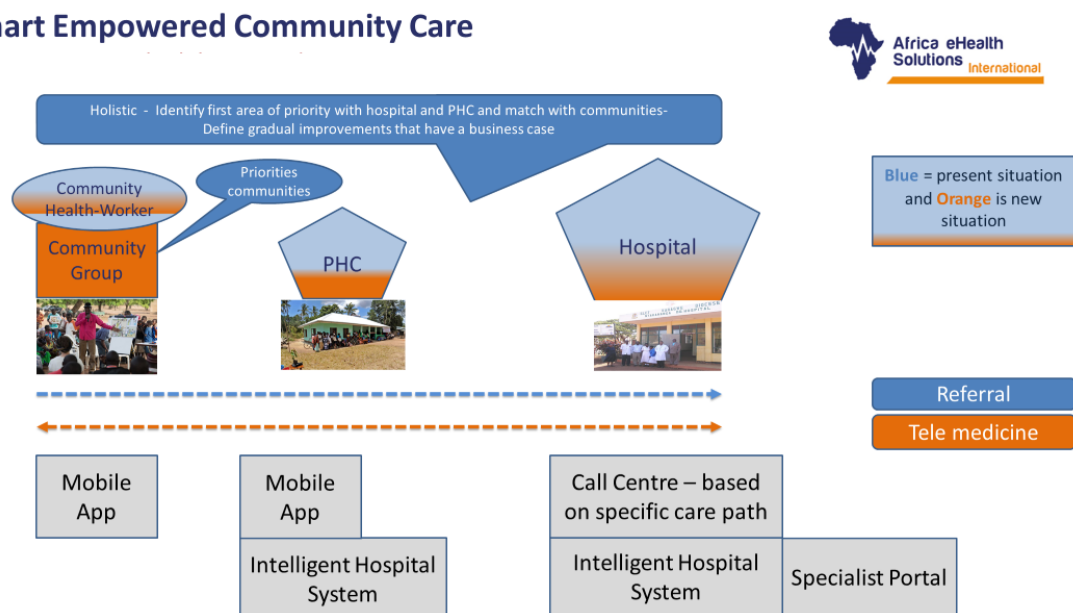 art Empowered Community Care
Africa eHealth
Solutions International
Holistic - Identify first area of priority with hospital and PHC and match with communities-
Define gradual improvements that have a business case
Priorities
communities
Community
Health-Worker
Community
Group
PHC
Hospital
Blue = present situation
and Orange is new
situation
Referral
Tele medicine
Mobile
App
Mobile
App
Intelligent Hospital
System
Call Centre – based
on specific care path
Intelligent Hospital
System
Specialist Portal